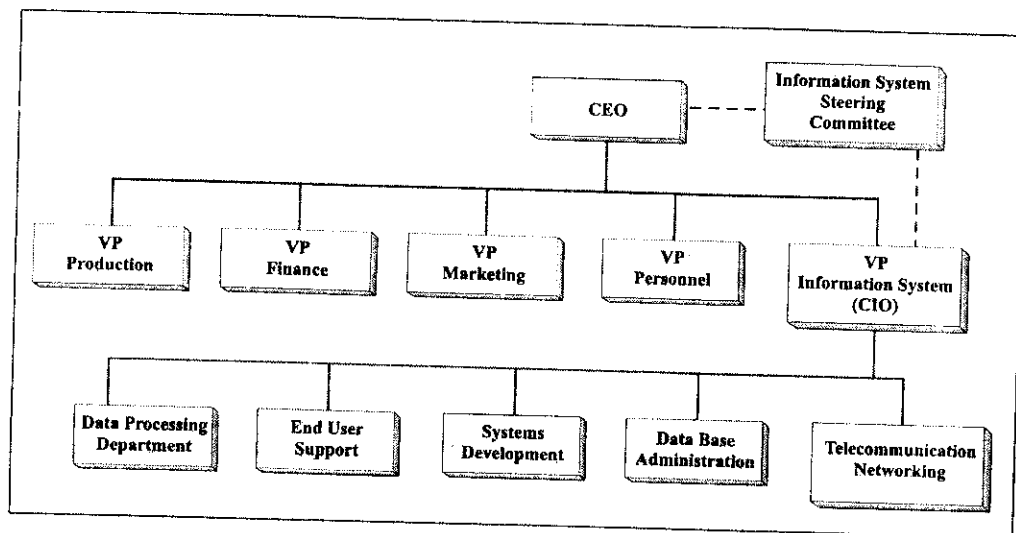 CEO
Information System
Steering
Committee
VP
Production
VP
Finance
VP
Marketing
VP
Personnel
VP
Information System
(CIO)
Data Processing
Department
End User
Support
Systems
Development
Data Base
Administration
Telecommunication
Networking